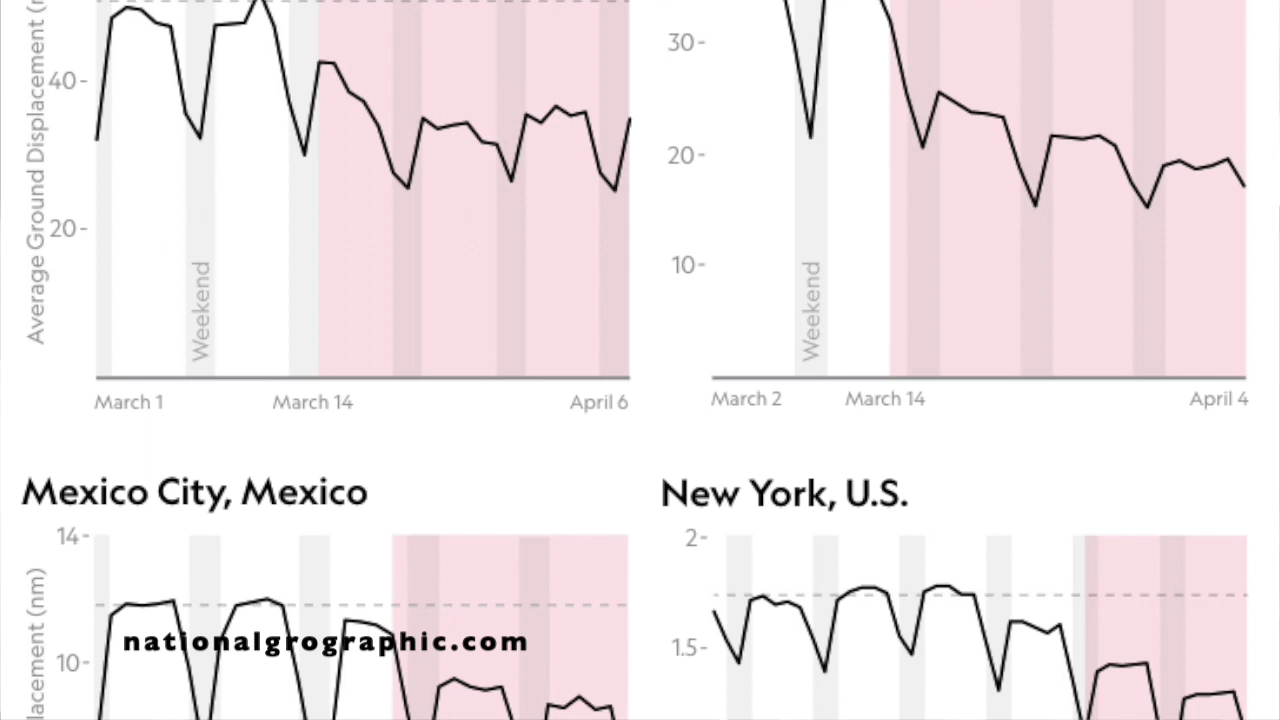 Average Ground Displacement (n
40
20
Weekend
March 1 March 14 April 6
30
20
10
Weekend
March 2 March 14 April 4
Mexico City, Mexico
14
10
lacement (nm)
nationalgrographic.com
New York, U.S.
2
1.5